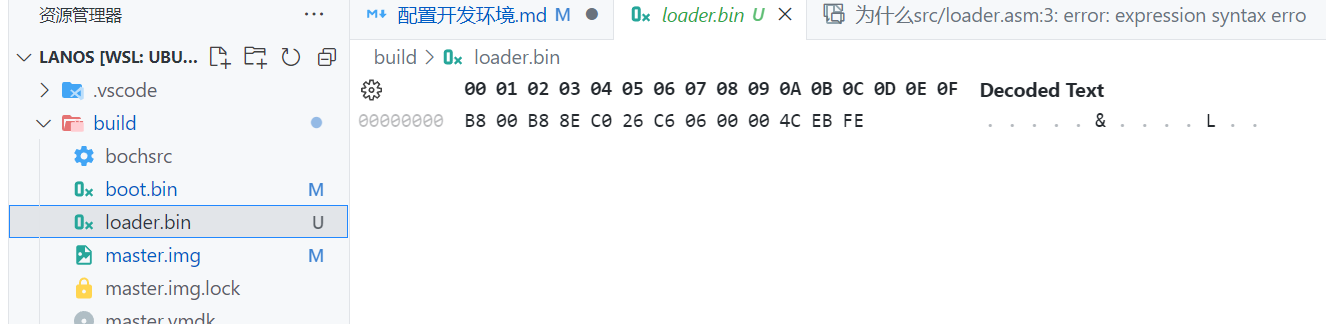 资源管理器 ···
LANOS [WSL: UBU...
.vscode
build
bochsrc
boot.bin M
loader.bin U
master.img M
master.img.lock
master.vmdk
配置开发环境.md M
loader.bin U
为什么src/loader.asm:3: error: expression syntax erro
build > loader.bin
00 01 02 03 04 05 06 07 08 09 0A 0B 0C 0D 0E 0F Decoded Text
00000000 B8 00 B8 8E C0 26 C6 06 00 00 4C EB FE . . . . . & . . . . L . .